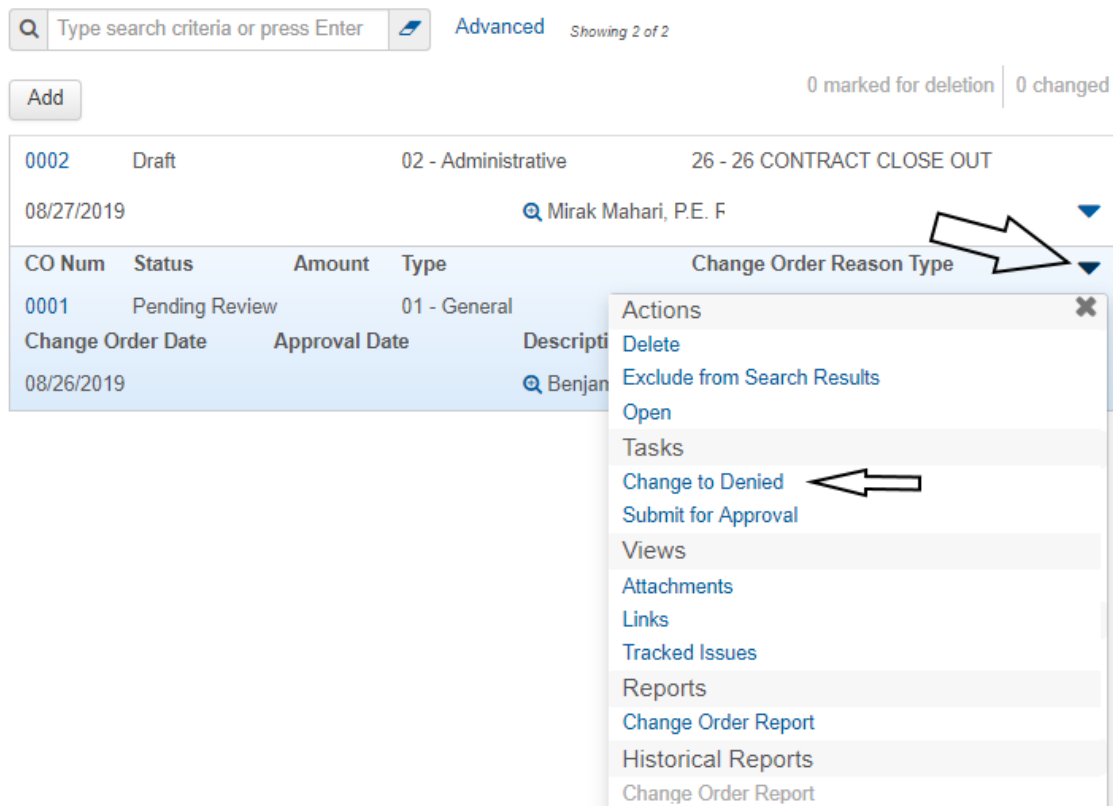 Type search criteria or press Enter Advanced Showing 2 of 2
0 marked for deletion 0 changed
Add
0002 Draft 02 - Administrative 26 - 26 CONTRACT CLOSE OUT
08/27/2019 Mirak Mahari, P.E.
CO Num Status Amount Type Change Order Reason Type
0001 Pending Review 01 - General
Change Order Date Approval Date Descripti
08/26/2019 Benjam
Actions
Delete
Exclude from Search Results
Open
Tasks
Change to Denied
Submit for Approval
Views
Attachments
Links
Tracked Issues
Reports
Change Order Report
Historical Reports
Change Order Report